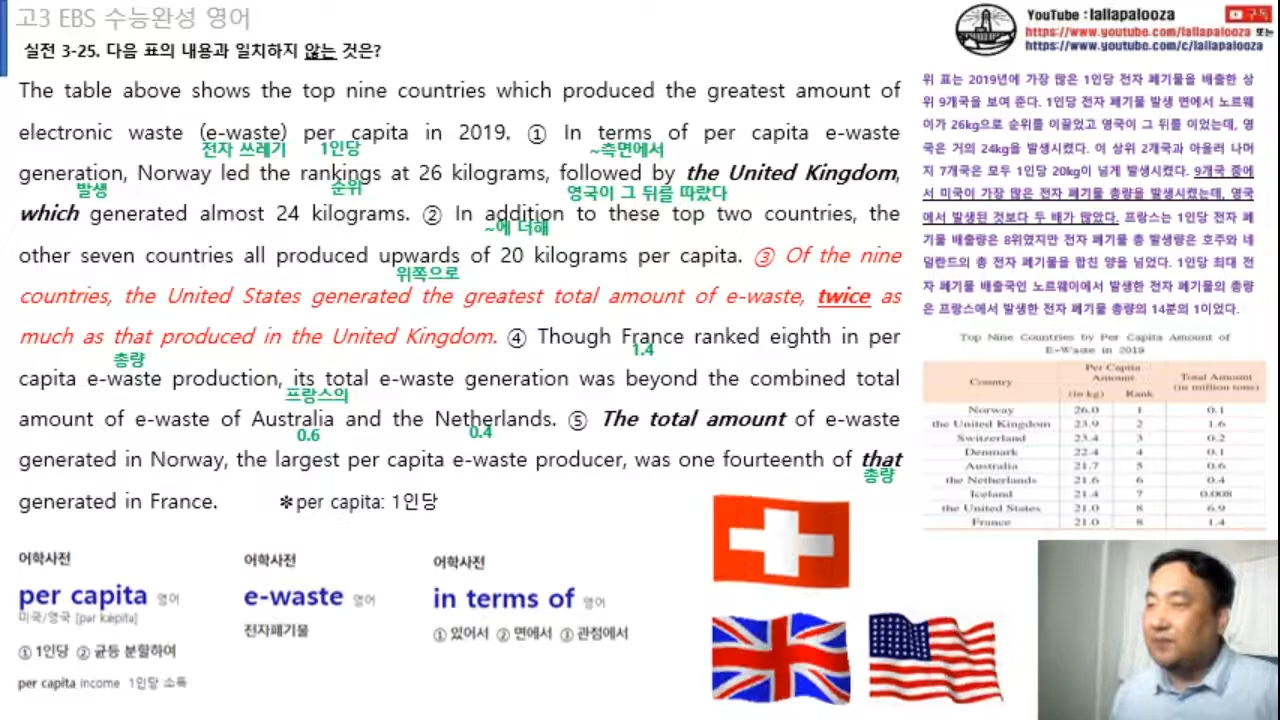 고3 EBS 수능완성 영어
실전 3-25. 다음 표의 내용과 일치하지 않는 것은?
The table above shows the top nine countries which produced the greatest amount of
electronic waste (e-waste) per capita in 2019. ① In terms of per capita e-waste
전자 쓰레기 1인당 ~측면에서
generation, Norway led the rankings at 26 kilograms, followed by the United Kingdom,
발생 순위 영국이 그 뒤를 따랐다
which generated almost 24 kilograms. ② In addition to these top two countries, the
~에 더해
other seven countries all produced upwards of 20 kilograms per capita. ③ Of the nine
위쪽으로
countries, the United States generated the greatest total amount of e-waste, twice as
much as that produced in the United Kingdom. ④ Though France ranked eighth in per
총량 1.4
capita e-waste production, its total e-waste generation was beyond the combined total
프랑스의
amount of e-waste of Australia and the Netherlands. ⑤ The total amount of e-waste
0.6 0.4
generated in Norway, the largest per capita e-waste producer, was one fourteenth of that
총량
generated in France. ✻per capita: 1인당
어학사전
per capita 영어
미국/영국 [pər kæpitə]
① 1인당 ② 균등 분할하여
per capita income 1인당 소득
어학사전
e-waste 영어
전자폐기물
어학사전
in terms of 영어
① 있어서 ② 면에서 ③ 관점에서
YouTube : lallapalooza
구독
https://www.youtube.com/lallapalooza 또는
https://www.youtube.com/c/lallapalooza
위 표는 2019년에 가장 많은 1인당 전자 폐기물을 배출한 상
위 9개국을 보여 준다. 1인당 전자 폐기물 발생 면에서 노르웨
이가 26kg으로 순위를 이끌었고 영국이 그 뒤를 이었는데, 영
국은 거의 24kg을 발생시켰다. 이 상위 2개국과 아울러 나머
지 7개국은 모두 1인당 20kg이 넘게 발생시켰다. 9개국 중에
서 미국이 가장 많은 전자 폐기물 총량을 발생시켰는데, 영국
에서 발생된 것보다 두 배가 많았다. 프랑스는 1인당 전자 폐
기물 배출량은 8위였지만 전자 폐기물 총 발생량은 호주와 네
덜란드의 총 전자 폐기물을 합친 양을 넘었다. 1인당 최대 전
자 폐기물 배출국인 노르웨이에서 발생한 전자 폐기물의 총량
은 프랑스에서 발생한 전자 폐기물 총량의 14분의 1이었다.
Top Nine Countries by Per Capita Amount of
E-Waste in 2019
Country Per Capita Amount Total Amount
(in kg) Rank (in million tons)
Norway 26.0 1 0.1
the United Kingdom 23.9 2 1.6
Switzerland 23.4 3 0.2
Denmark 22.4 4 0.1
Australia 21.7 5 0.6
the Netherlands 21.6 6 0.4
Iceland 21.4 7 0.008
the United States 21.0 8 6.9
France 21.0 8 1.4